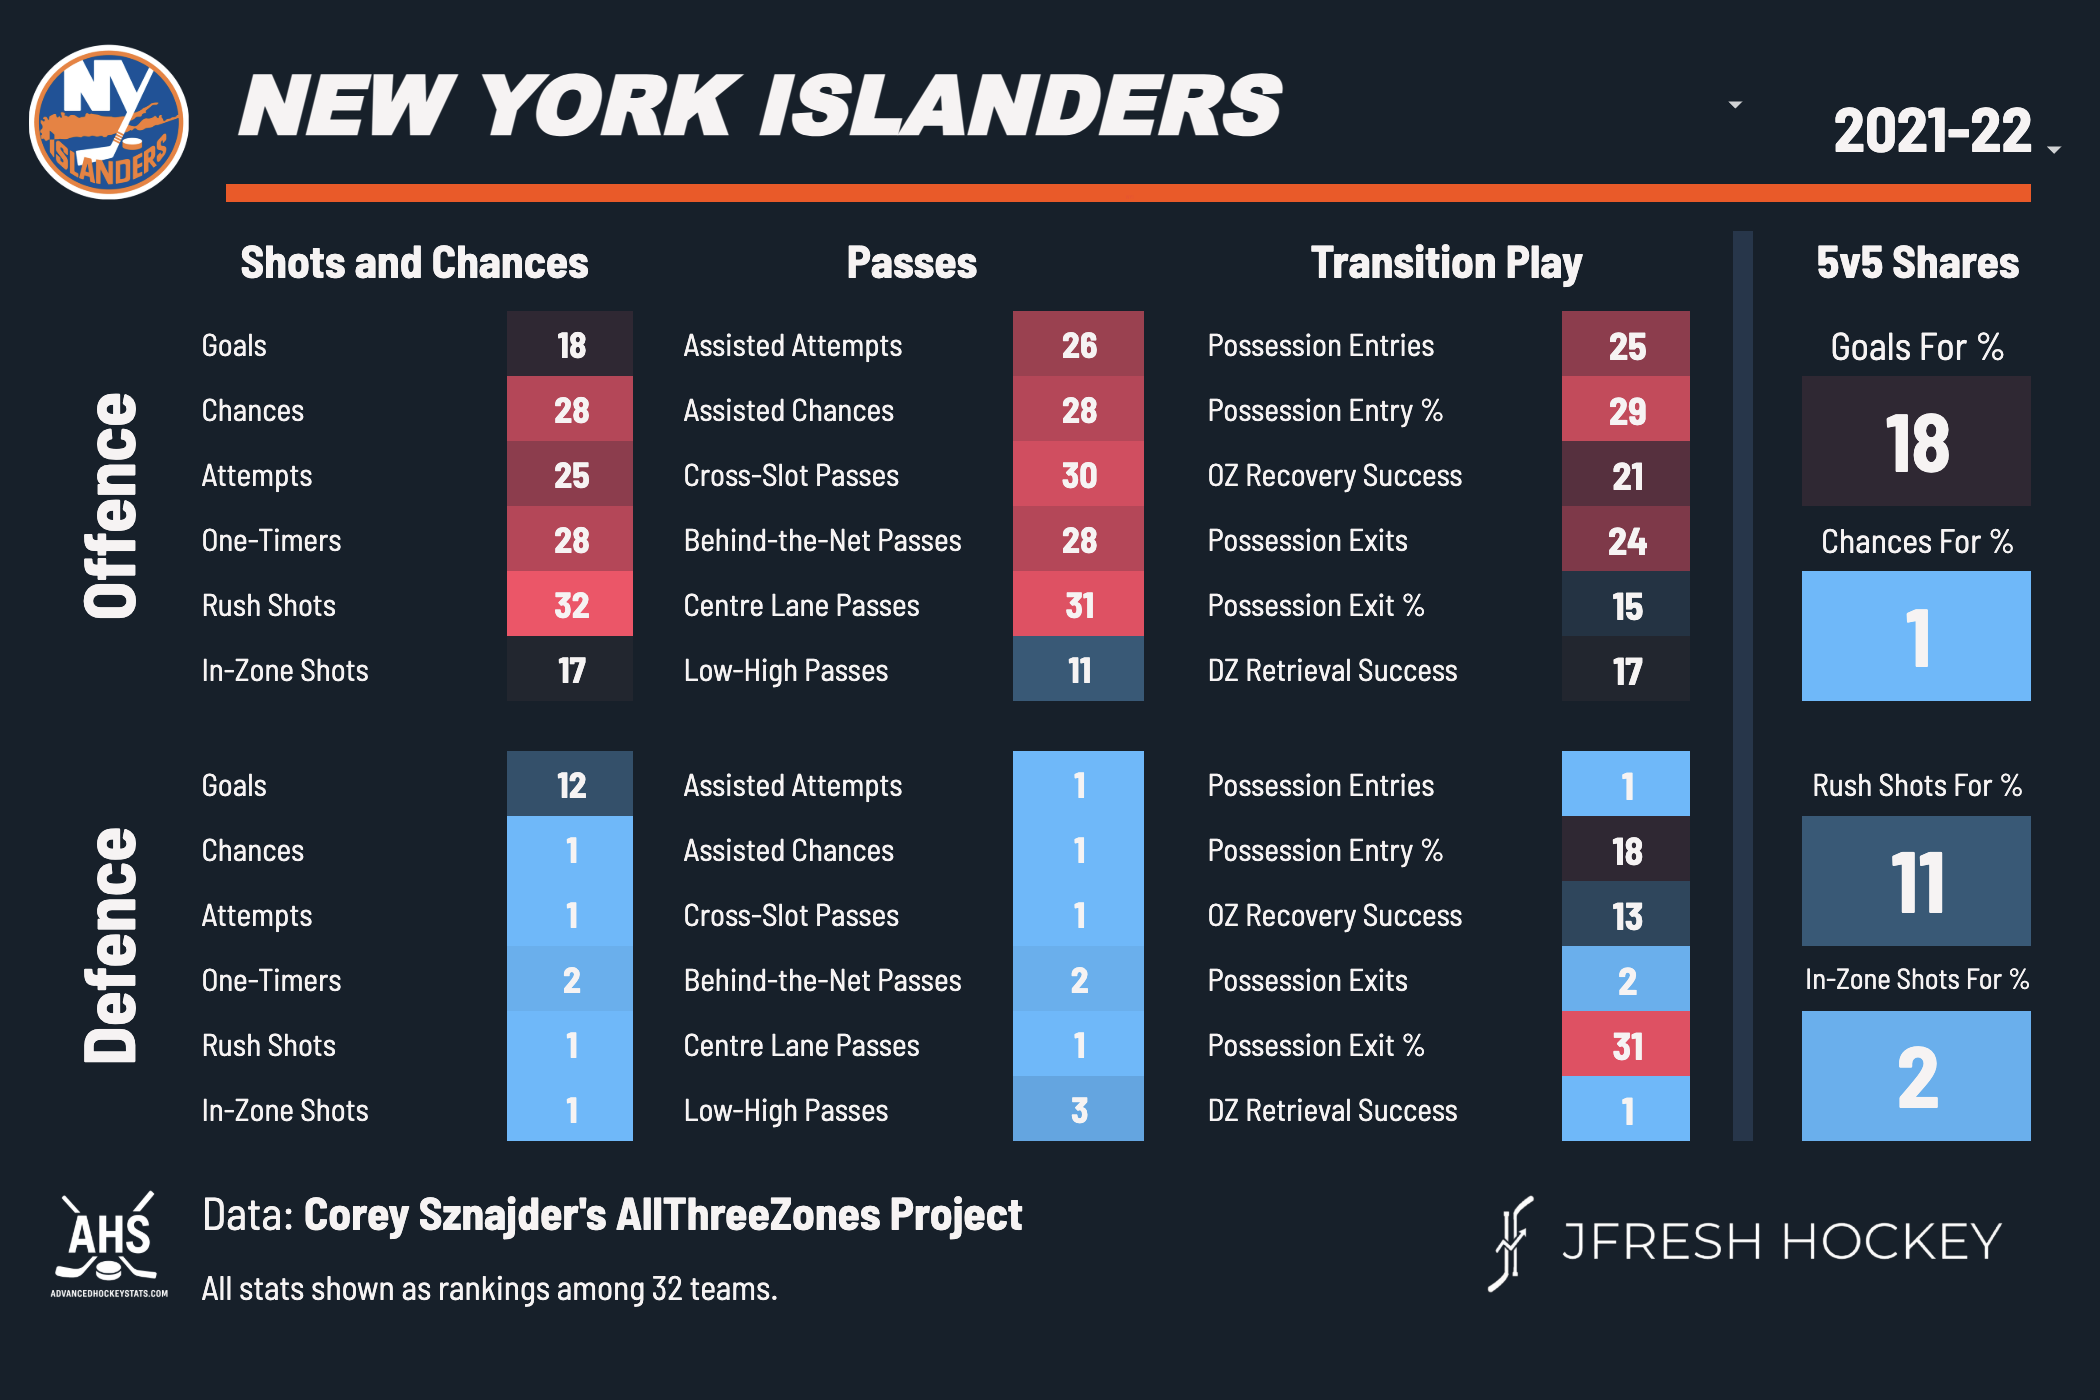 NY
ISLANDERS
NEW YORK ISLANDERS
2021-22
Shots and Chances
Passes
Transition Play
5v5 Shares
Offence
Goals 18
Chances 28
Attempts 25
One-Timers 28
Rush Shots 32
In-Zone Shots 17
Assisted Attempts 26
Assisted Chances 28
Cross-Slot Passes 30
Behind-the-Net Passes 28
Centre Lane Passes 31
Low-High Passes 11
Possession Entries 25
Possession Entry % 29
OZ Recovery Success 21
Possession Exits 24
Possession Exit % 15
DZ Retrieval Success 17
Goals For %
18
Chances For %
1
Defence
Goals 12
Chances 1
Attempts 1
One-Timers 2
Rush Shots 1
In-Zone Shots 1
Assisted Attempts 1
Assisted Chances 1
Cross-Slot Passes 1
Behind-the-Net Passes 2
Centre Lane Passes 1
Low-High Passes 3
Possession Entries 1
Possession Entry % 18
OZ Recovery Success 13
Possession Exits 2
Possession Exit % 31
DZ Retrieval Success 1
Rush Shots For %
11
In-Zone Shots For %
2
AHS
ADVANCEDHOCKEYSTATS.COM
Data: Corey Sznajder's AllThreeZones Project
All stats shown as rankings among 32 teams.
JFRESH HOCKEY